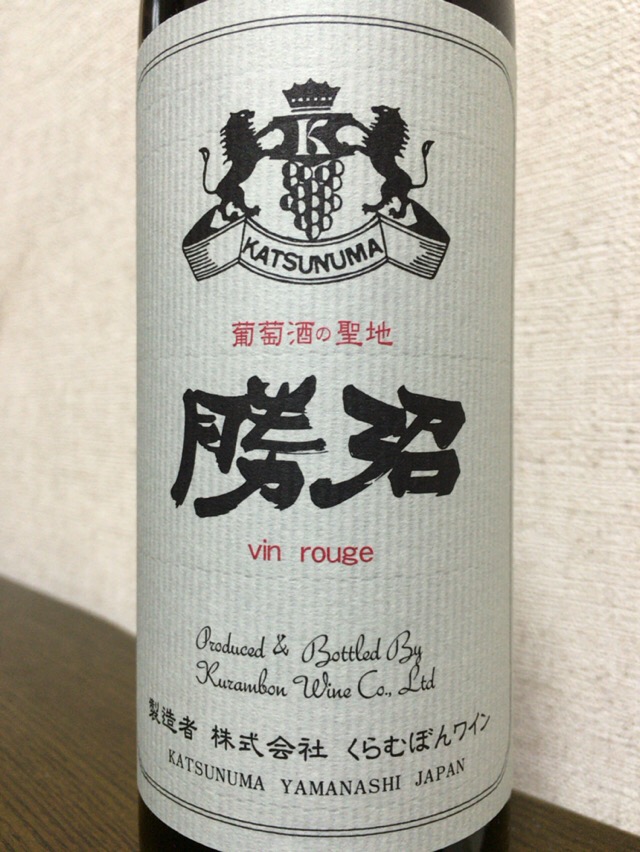 K
KATSUNUMA
葡萄酒の聖地
勝沼
vin rouge
Produced & Bottled By
Kurambon Wine Co., Ltd
製造者 株式会社 くらむぼんワイン
KATSUNUMA YAMANASHI JAPAN